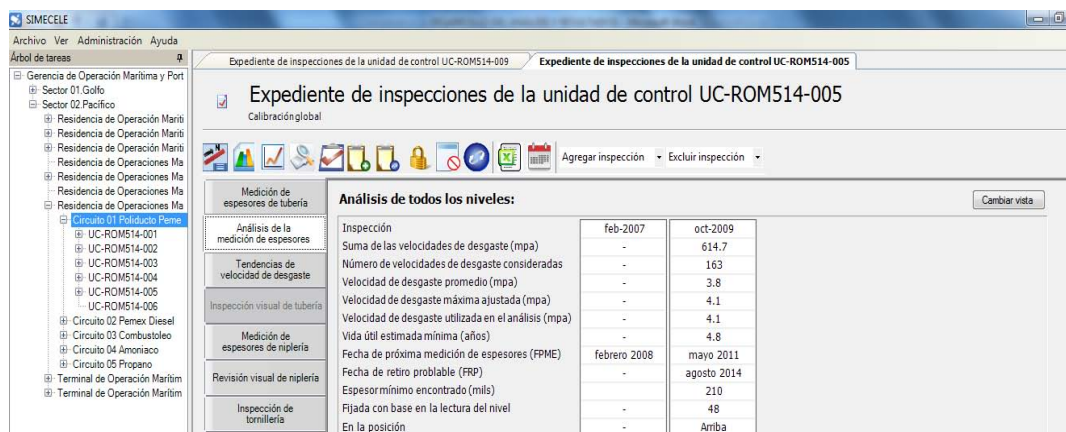 SIMECELE
Archivo Ver Administración Ayuda
Árbol de tareas
Gerencia de Operación Marítima y Port
Sector 01.Golfo
Sector 02.Pacífico
Residencia de Operación Mariti
Residencia de Operación Mariti
Residencia de Operación Mariti
Residencia de Operaciones Ma
Residencia de Operaciones Ma
Residencia de Operaciones Ma
Residencia de Operaciones Ma
Circuito 01 Poliducto Peme
UC-ROM514-001
UC-ROM514-002
UC-ROM514-003
UC-ROM514-004
UC-ROM514-005
UC-ROM514-006
Circuito 02 Pemex Diesel
Circuito 03 Combustoleo
Circuito 04 Amoniaco
Circuito 05 Propano
Terminal de Operación Marítim
Terminal de Operación Marítim
Expediente de inspecciones de la unidad de control UC-ROM514-009
Expediente de inspecciones de la unidad de control UC-ROM514-005
Expediente de inspecciones de la unidad de control UC-ROM514-005
Calibración global
Agregar inspección
Excluir inspección
Medición de
espesores de tubería
Análisis de la
medición de espesores
Tendencias de
velocidad de desgaste
Inspección visual de tubería
Medición de
espesores de niplería
Revisión visual de niplería
Inspección de
tornillería
Análisis de todos los niveles:
Cambiar vista
Inspección feb-2007 oct-2009
Suma de las velocidades de desgaste (mpa) - 614.7
Número de velocidades de desgaste consideradas - 163
Velocidad de desgaste promedio (mpa) - 3.8
Velocidad de desgaste máxima ajustada (mpa) - 4.1
Velocidad de desgaste utilizada en el análisis (mpa) - 4.1
Vida útil estimada mínima (años) - 4.8
Fecha de próxima medición de espesores (FPME) febrero 2008 mayo 2011
Fecha de retiro problable (FRP) - agosto 2014
Espesor mínimo encontrado (mils) 210
Fijada con base en la lectura del nivel - 48
En la posición - Arriba